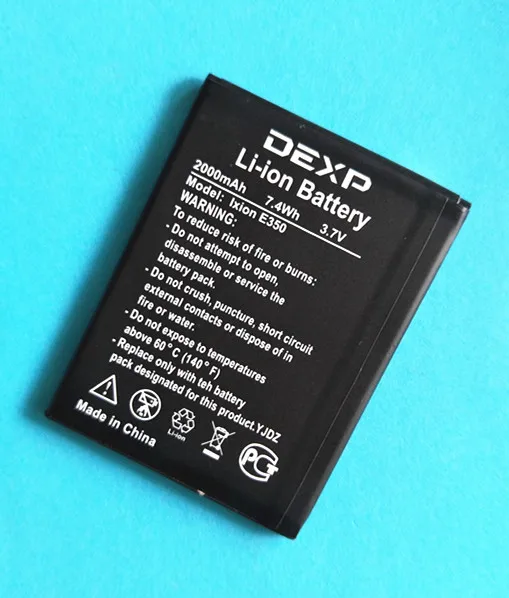 DEXP
Li-ion Battery
2000mAh 7.4Wh 3.7V
Model: Ixion E350
WARNING:
To reduce risk of fire or burns:
- Do not attempt to open,
disassemble or service the
battery pack.
- Do not crush, puncture, short circuit
external contacts or dispose of in
fire or water.
- Do not expose to temperatures
above 60°C (140°F)
- Replace only with teh battery
pack designated for this product.YJDZ
Li-ion
РСТ
Made in China